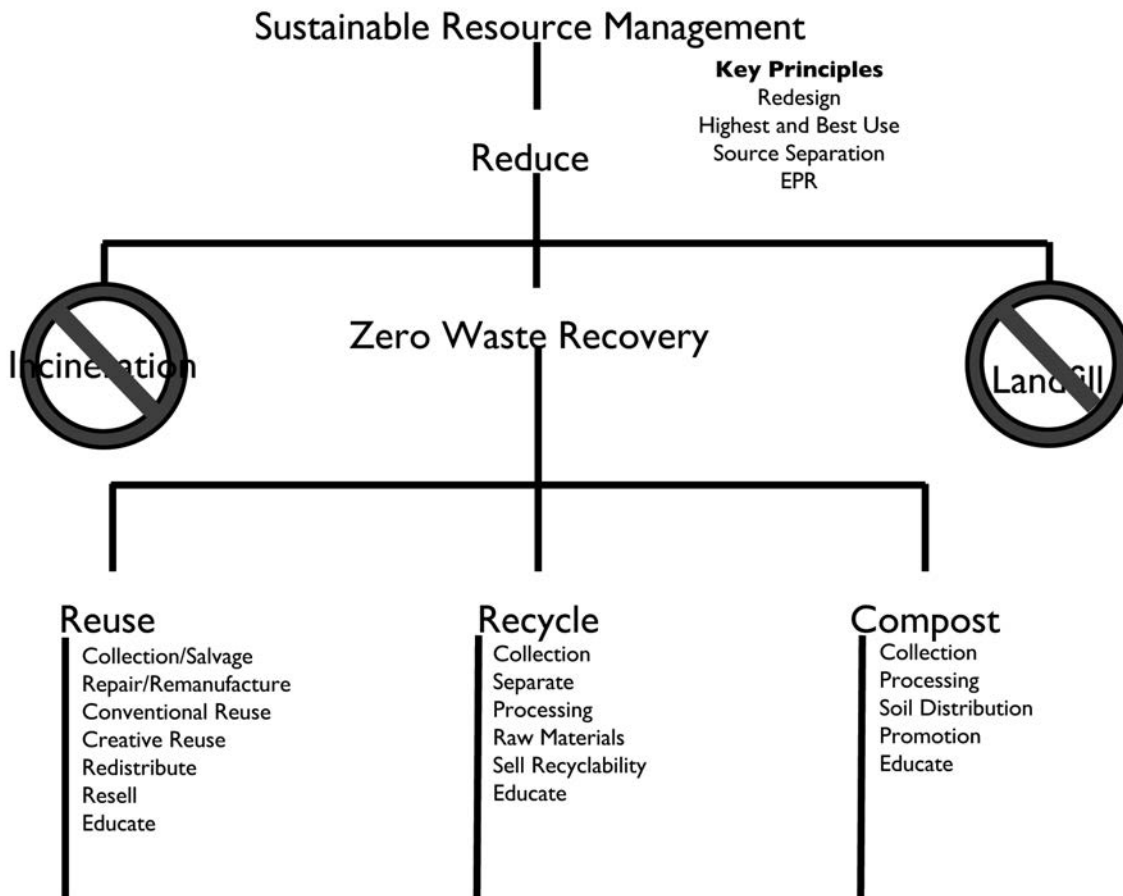 Sustainable Resource Management
Key Principles
Redesign
Highest and Best Use
Source Separation
EPR
Reduce
Incineration
Zero Waste Recovery
Landfill
Reuse
Collection/Salvage
Repair/Remanufacture
Conventional Reuse
Creative Reuse
Redistribute
Resell
Educate
Recycle
Collection
Separate
Processing
Raw Materials
Sell Recyclability
Educate
Compost
Collection
Processing
Soil Distribution
Promotion
Educate